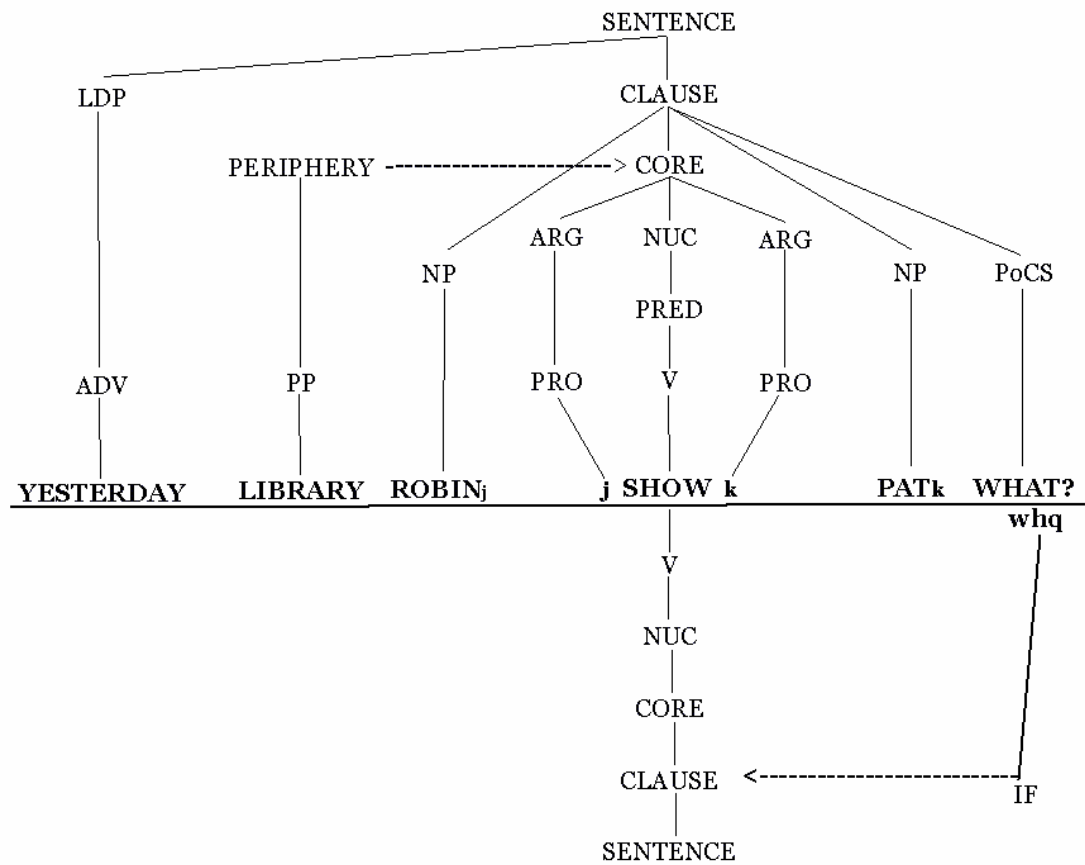 SENTENCE
LDP CLAUSE
PERIPHERY CORE
ARG NUC ARG
NP NP PoCS
PRED
ADV PP PRO V PRO
YESTERDAY LIBRARY ROBINj j SHOW k PATk WHAT?
whq
V
NUC
CORE
CLAUSE
IF
SENTENCE